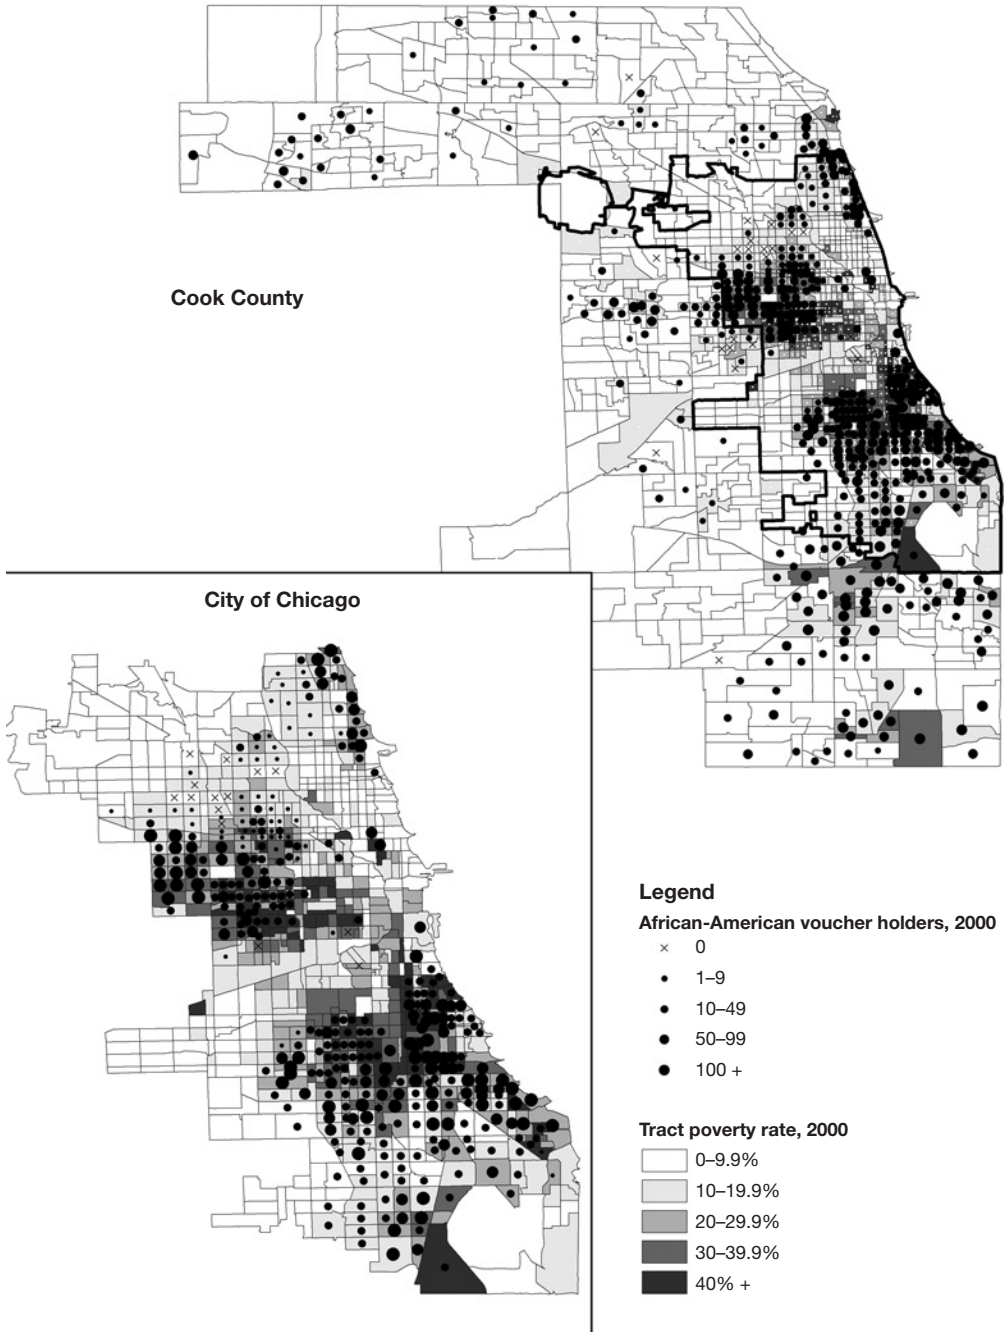 Cook County
City of Chicago
Legend
African-American voucher holders, 2000
0
1–9
10–49
50–99
100 +
Tract poverty rate, 2000
0–9.9%
10–19.9%
20–29.9%
30–39.9%
40% +